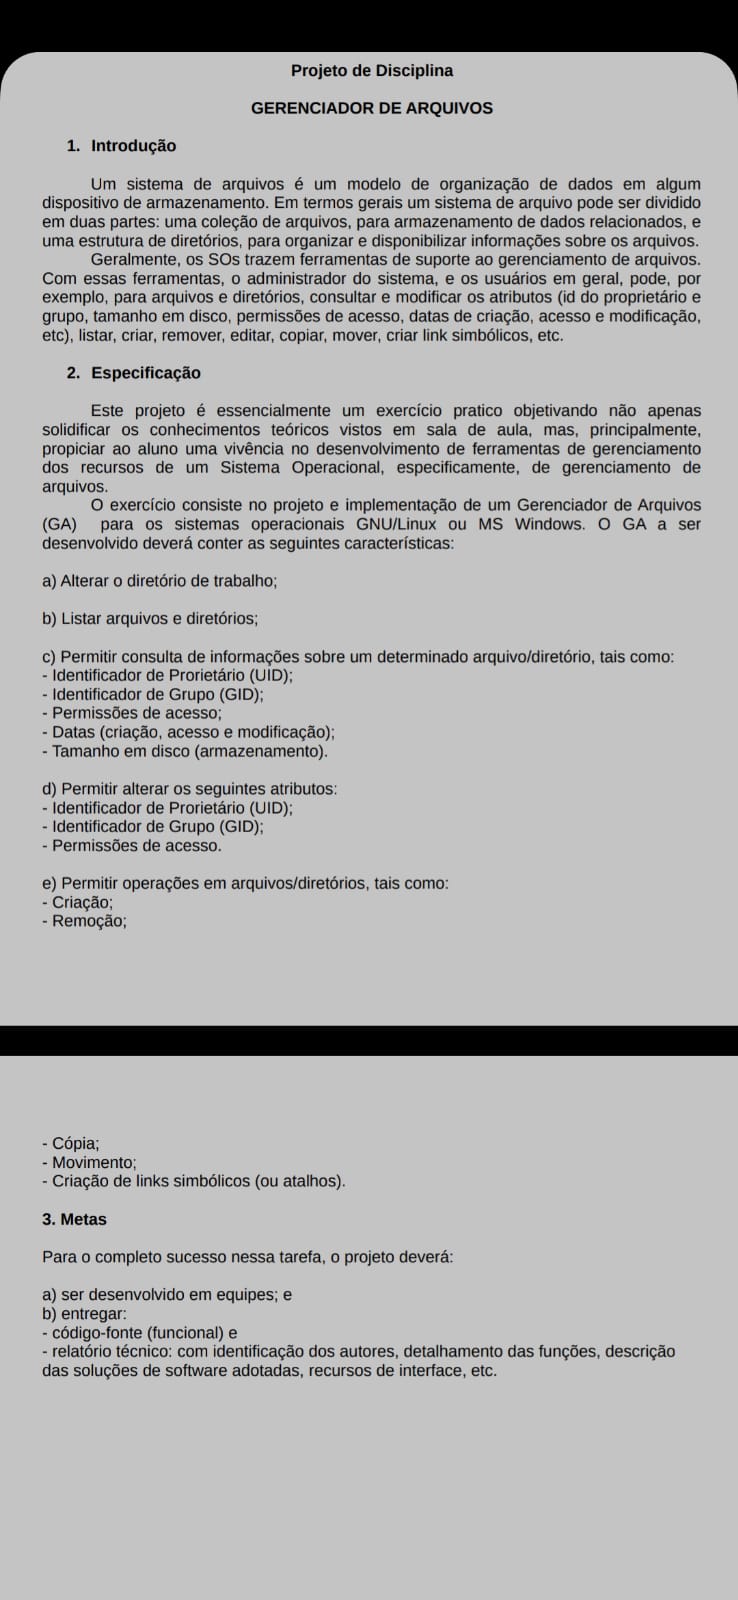 Projeto de Disciplina
GERENCIADOR DE ARQUIVOS
1. Introdução
Um sistema de arquivos é um modelo de organização de dados em algum
dispositivo de armazenamento. Em termos gerais um sistema de arquivo pode ser dividido
em duas partes: uma coleção de arquivos, para armazenamento de dados relacionados, e
uma estrutura de diretórios, para organizar e disponibilizar informações sobre os arquivos.
Geralmente, os SOs trazem ferramentas de suporte ao gerenciamento de arquivos.
Com essas ferramentas, o administrador do sistema, e os usuários em geral, pode, por
exemplo, para arquivos e diretórios, consultar e modificar os atributos (id do proprietário e
grupo, tamanho em disco, permissões de acesso, datas de criação, acesso e modificação,
etc), listar, criar, remover, editar, copiar, mover, criar link simbólicos, etc.
2. Especificação
Este projeto é essencialmente um exercício pratico objetivando não apenas
solidificar os conhecimentos teóricos vistos em sala de aula, mas, principalmente,
propiciar ao aluno uma vivência no desenvolvimento de ferramentas de gerenciamento
dos recursos de um Sistema Operacional, especificamente, de gerenciamento de
arquivos.
O exercício consiste no projeto e implementação de um Gerenciador de Arquivos
(GA) para os sistemas operacionais GNU/Linux ou MS Windows. O GA a ser
desenvolvido deverá conter as seguintes características:
a) Alterar o diretório de trabalho;
b) Listar arquivos e diretórios;
c) Permitir consulta de informações sobre um determinado arquivo/diretório, tais como:
- Identificador de Prorietário (UID);
- Identificador de Grupo (GID);
- Permissões de acesso;
- Datas (criação, acesso e modificação);
- Tamanho em disco (armazenamento).
d) Permitir alterar os seguintes atributos:
- Identificador de Prorietário (UID);
- Identificador de Grupo (GID);
- Permissões de acesso.
e) Permitir operações em arquivos/diretórios, tais como:
- Criação;
- Remoção;
- Cópia;
- Movimento;
- Criação de links simbólicos (ou atalhos).
3. Metas
Para o completo sucesso nessa tarefa, o projeto deverá:
a) ser desenvolvido em equipes; e
b) entregar:
- código-fonte (funcional) e
- relatório técnico: com identificação dos autores, detalhamento das funções, descrição
das soluções de software adotadas, recursos de interface, etc.